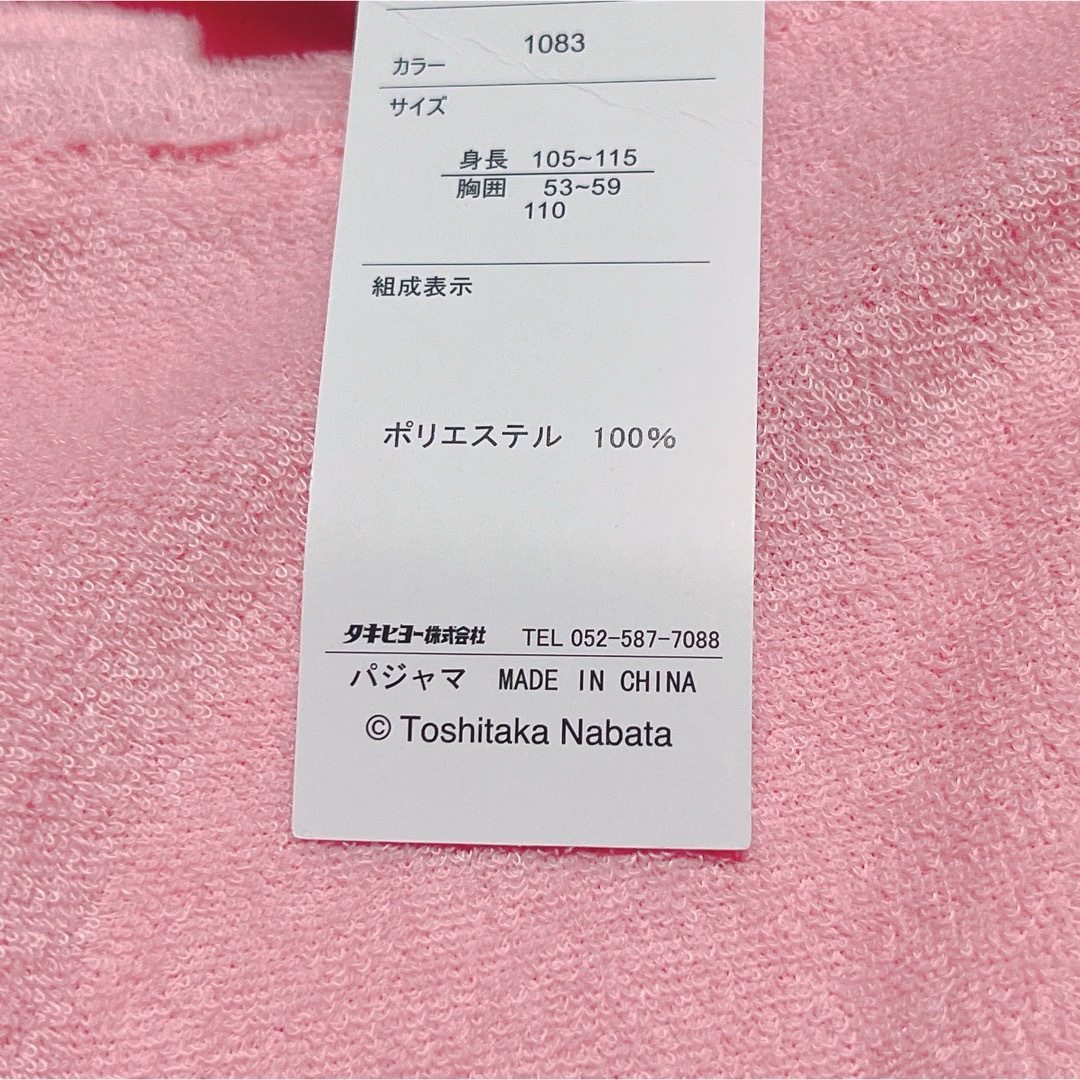 1083
カラー
サイズ
身長 105~115
胸囲 53~59
110
組成表示
ポリエステル 100%
タキヒヨー株式会社 TEL 052-587-7088
パジャマ MADE IN CHINA
© Toshitaka Nabata